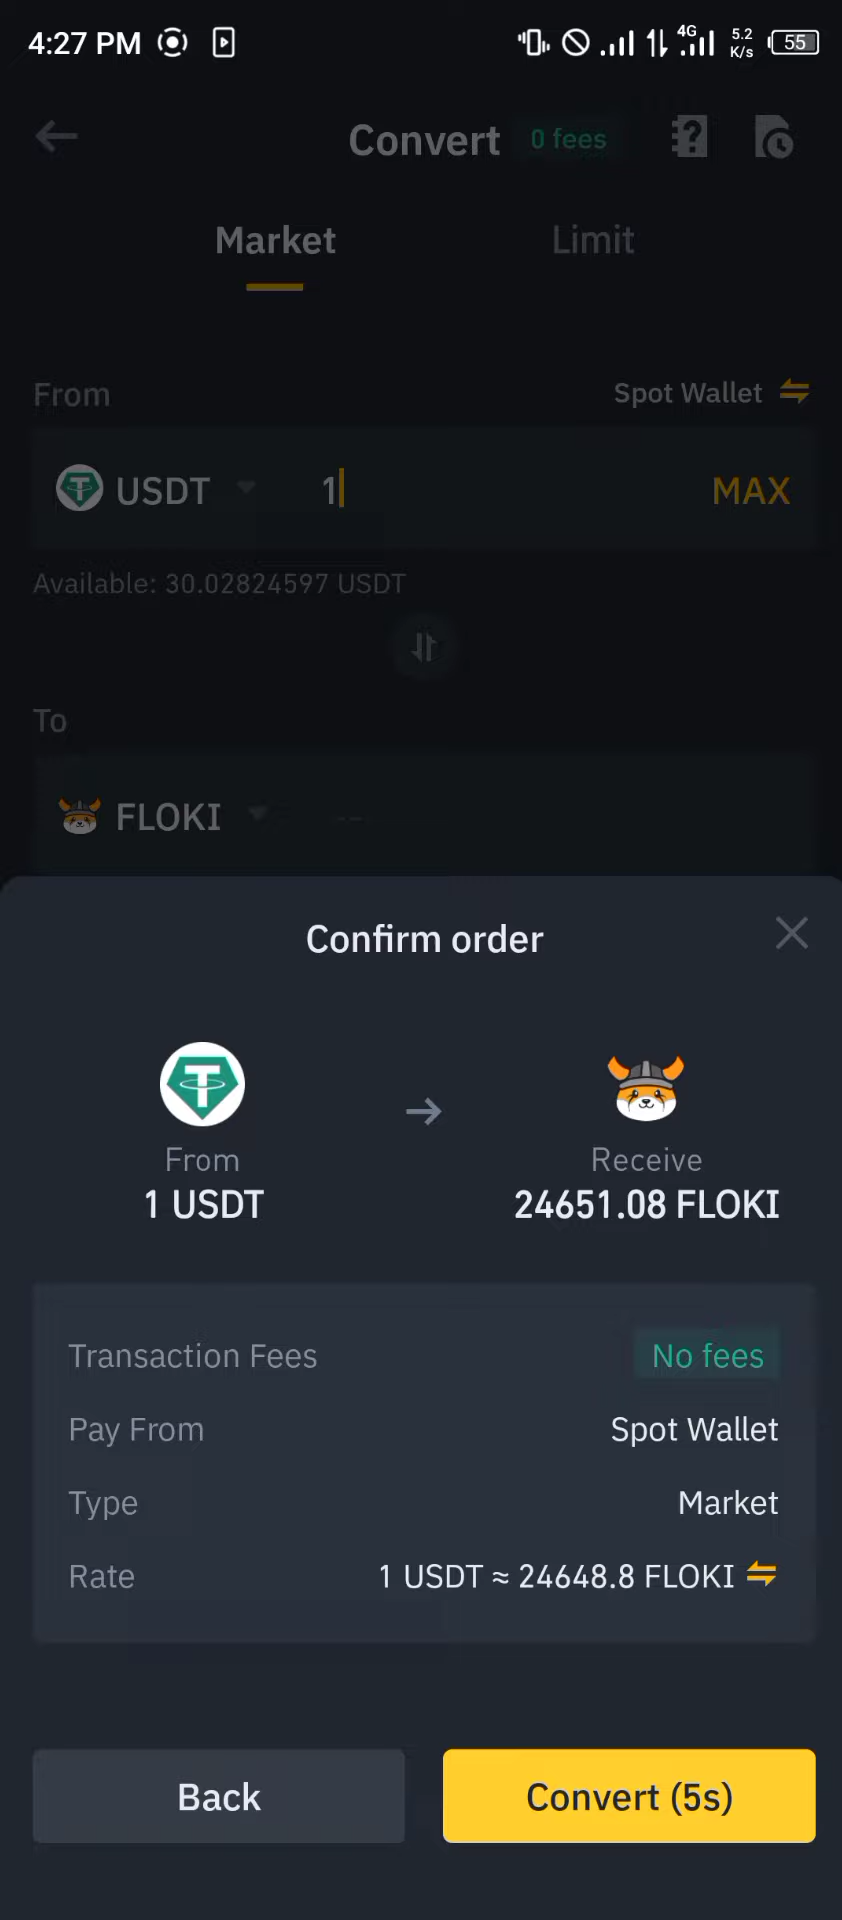 4:27 PM 4G 5.2 K/s 55
Convert 0 fees
Market Limit
From Spot Wallet
USDT 1 MAX
Available: 30.02824597 USDT
To
FLOKI --
Confirm order
From Receive
1 USDT 24651.08 FLOKI
Transaction Fees No fees
Pay From Spot Wallet
Type Market
Rate 1 USDT ≈ 24648.8 FLOKI
Back Convert (5s)